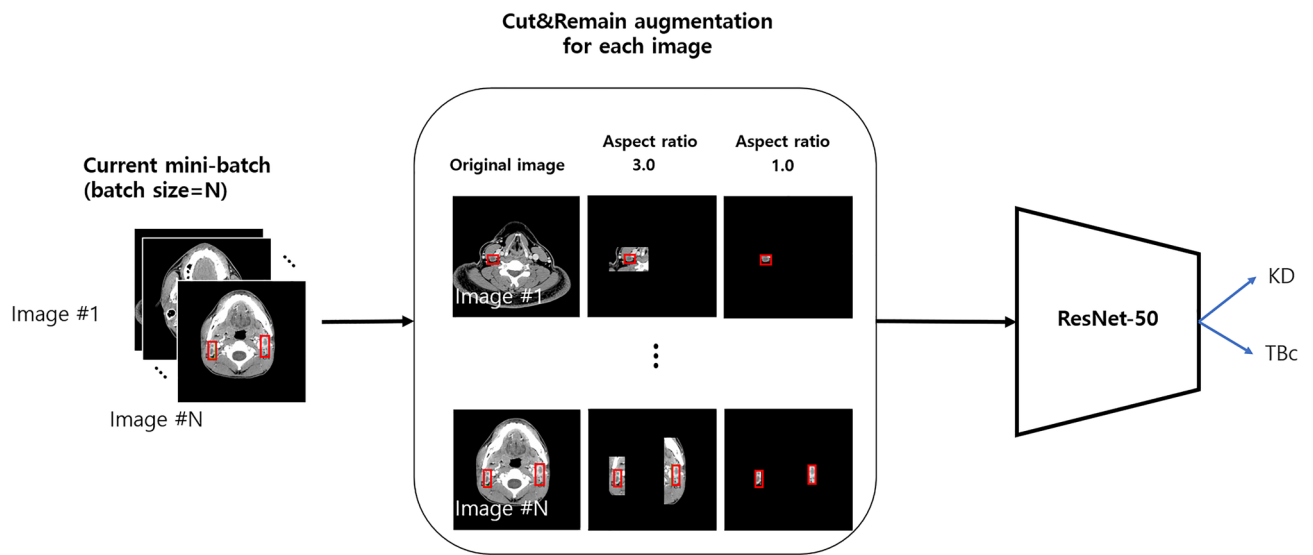 Cut&Remain augmentation
for each image
Current mini-batch
(batch size=N)
Image #1
Image #N
Original image
Aspect ratio
3.0
Aspect ratio
1.0
Image #1
Image #N
ResNet-50
KD
TBc